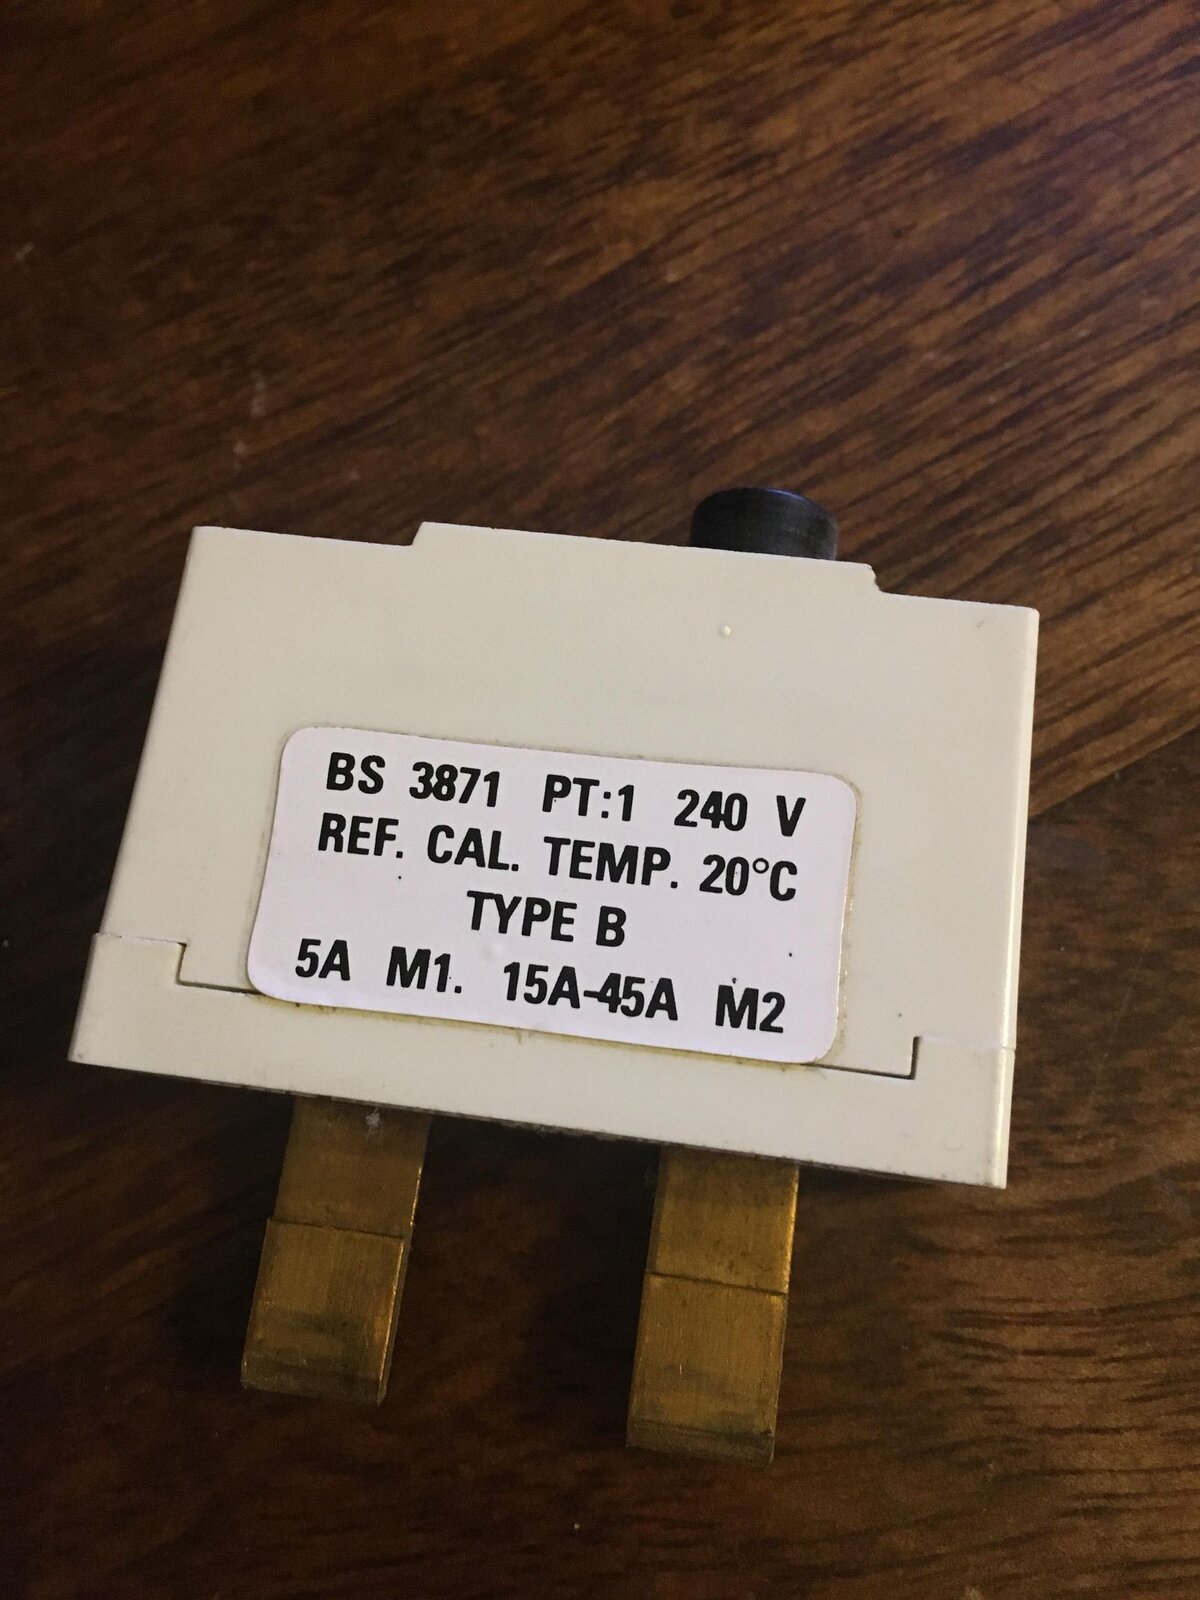 BS 3871 PT:1 240 V
REF. CAL. TEMP. 20°C
TYPE B
5A M1. 15A-45A M2